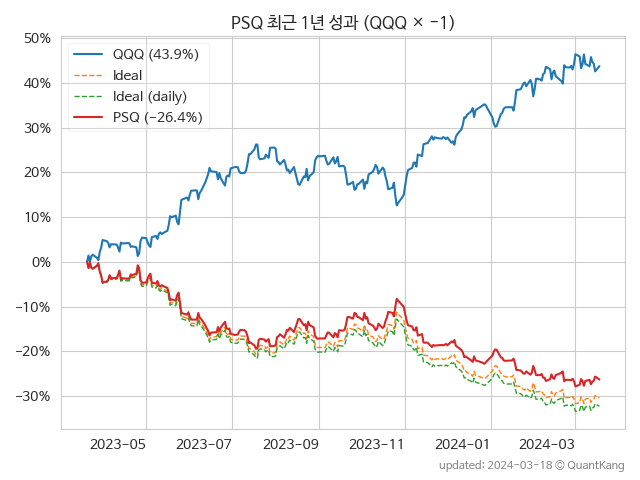 PSQ 최근 1년 성과 (QQQ × −1)
50%
40%
30%
20%
10%
0%
−10%
−20%
−30%
QQQ (43.9%)
Ideal
Ideal (daily)
PSQ (−26.4%)
2023−05
2023−07
2023−09
2023−11
2024−01
2024−03
updated: 2024−03−18 © QuantKang